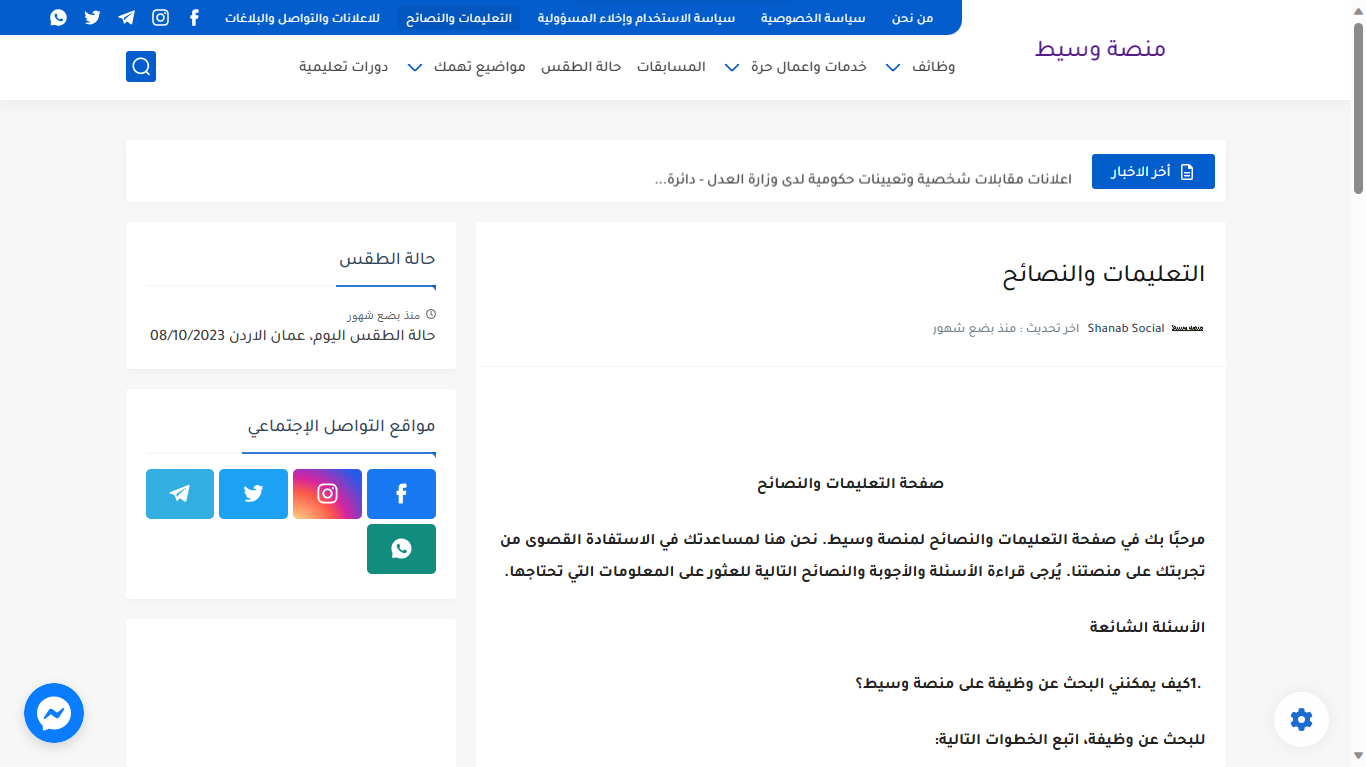 من نحن
سياسة الخصوصية
سياسة الاستخدام وإخلاء المسؤولية
التعليمات والنصائح
للاعلانات والتواصل والبلاغات
منصة وسيط
وظائف
خدمات واعمال حرة
المسابقات
حالة الطقس
مواضيع تهمك
دورات تعليمية
أخر الاخبار
اعلانات مقابلات شخصية وتعيينات حكومية لدى وزارة العدل - دائرة...
التعليمات والنصائح
منصة وسيط
Shanab Social
اخر تحديث : منذ بضع شهور
صفحة التعليمات والنصائح
مرحبًا بك في صفحة التعليمات والنصائح لمنصة وسيط. نحن هنا لمساعدتك في الاستفادة القصوى من
تجربتك على منصتنا. يُرجى قراءة الأسئلة والأجوبة والنصائح التالية للعثور على المعلومات التي تحتاجها.
الأسئلة الشائعة
.1كيف يمكنني البحث عن وظيفة على منصة وسيط؟
للبحث عن وظيفة، اتبع الخطوات التالية:
حالة الطقس
منذ بضع شهور
حالة الطقس اليوم، عمان الاردن 08/10/2023
مواقع التواصل الإجتماعي